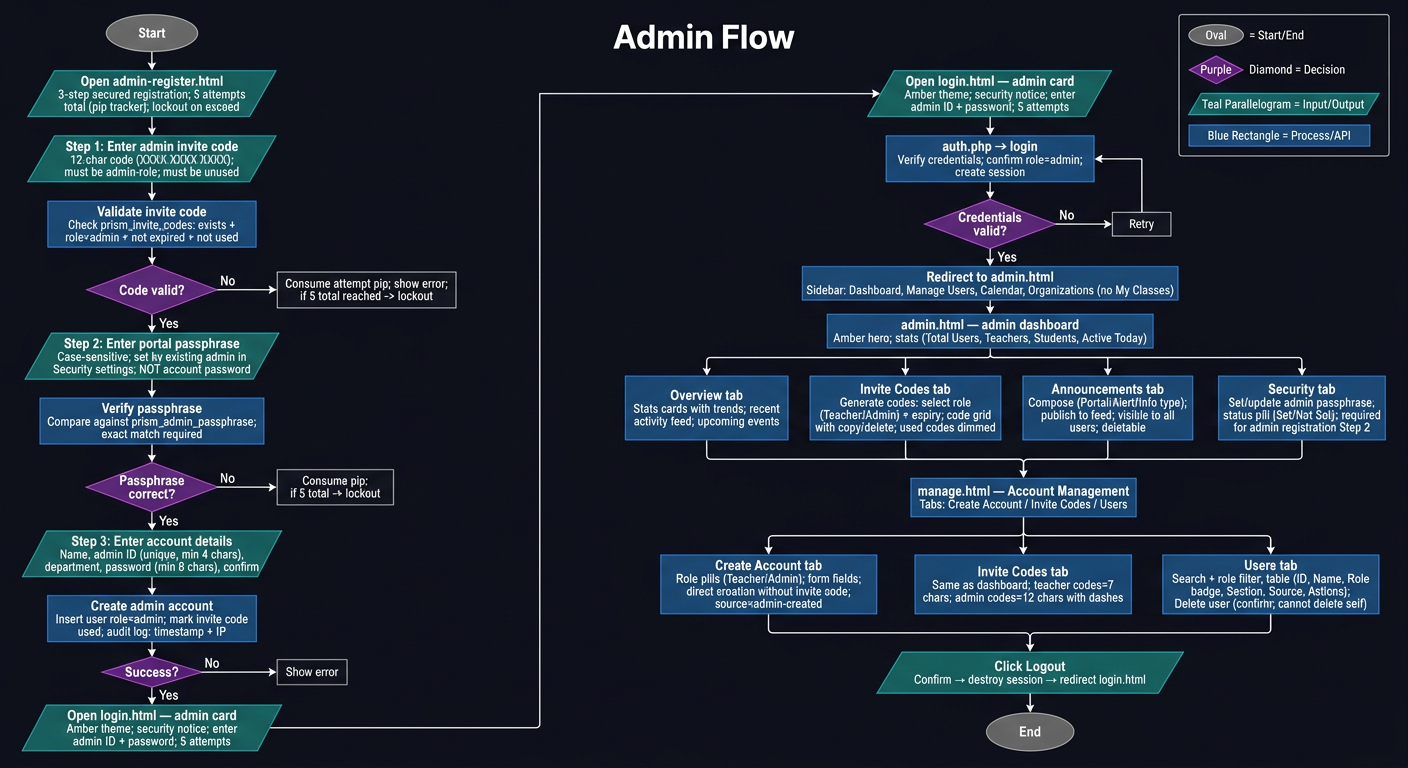 Admin Flow
Start
Open admin-register.html
3-step secured registration; 5 attempts
total (pip tracker); lockout on exceed
Step 1: Enter admin invite code
12.char code
must be admin-role; must be unused
Validate invite code
Check prism_invite_codes: exists +
role=admin + not expired + not used
Code valid?
No
Consume attempt pip; show error;
if 5 total reached -> lockout
Yes
Step 2: Enter portal passphrase
Case-sensitive; set by existing admin in
Security settings; NOT account password
Verify passphrase
Compare against prism_admin_passphrase;
exact match required
Passphrase
correct?
No
Consume pip;
if 5 total → lockout
Yes
Step 3: Enter account details
Name, admin ID (unique, min 4 chars),
department, password (min 8 chars), confirm
Create admin account
Insert user role=admin; mark invite code
used; audit log: timestamp + IP
Success?
No
Show error
Yes
Open login.html — admin card
Amber theme; security notice; enter
admin ID + password; 5 attempts
Open login.html — admin card
Amber theme; security notice; enter
admin ID + password; 5 attempts
auth.php → login
Verify credentials; confirm role=admin;
create session
Credentials
valid?
No
Retry
Yes
Redirect to admin.html
Sidebar: Dashboard, Manage Users, Calendar, Organizations (no My Classes)
admin.html — admin dashboard
Amber hero; stats (Total Users, Teachers, Students, Active Today)
Overview tab
Stats cards with trends; recent
activity feed; upcoming events
Invite Codes tab
Generate codes: select role
(Teacher/Admin) + expiry; code grid
with copy/delete; used codes dimmed
Announcements tab
Compose (Portal/Alert/Info type);
publish to feed; visible to all
users; deletable
Security tab
Set/update admin passphrase;
status pill (Set/Nat Sol); required
for admin registration Step 2
manage.html — Account Management
Tabs: Create Account / Invite Codes / Users
Create Account tab
Role pills (Teacher/Admin); form fields;
direct eroation without invite oode;
source=admin-created
Invite Codes tab
Same as dashboard; teacher codes=7
chars; admin codes=12 chars with dashes
Usere tab
Search + role filter, table (ID, Name, Role
badge, Sestion, Source, Astions);
Delete user (confinr, cannot delete seif)
Click Logout
Confirm → destroy session → redirect login.html
End
Oval = Start/End
Purple Diamond = Decision
Teal Parallelogram = Input/Output
Blue Rectangle = Process/API